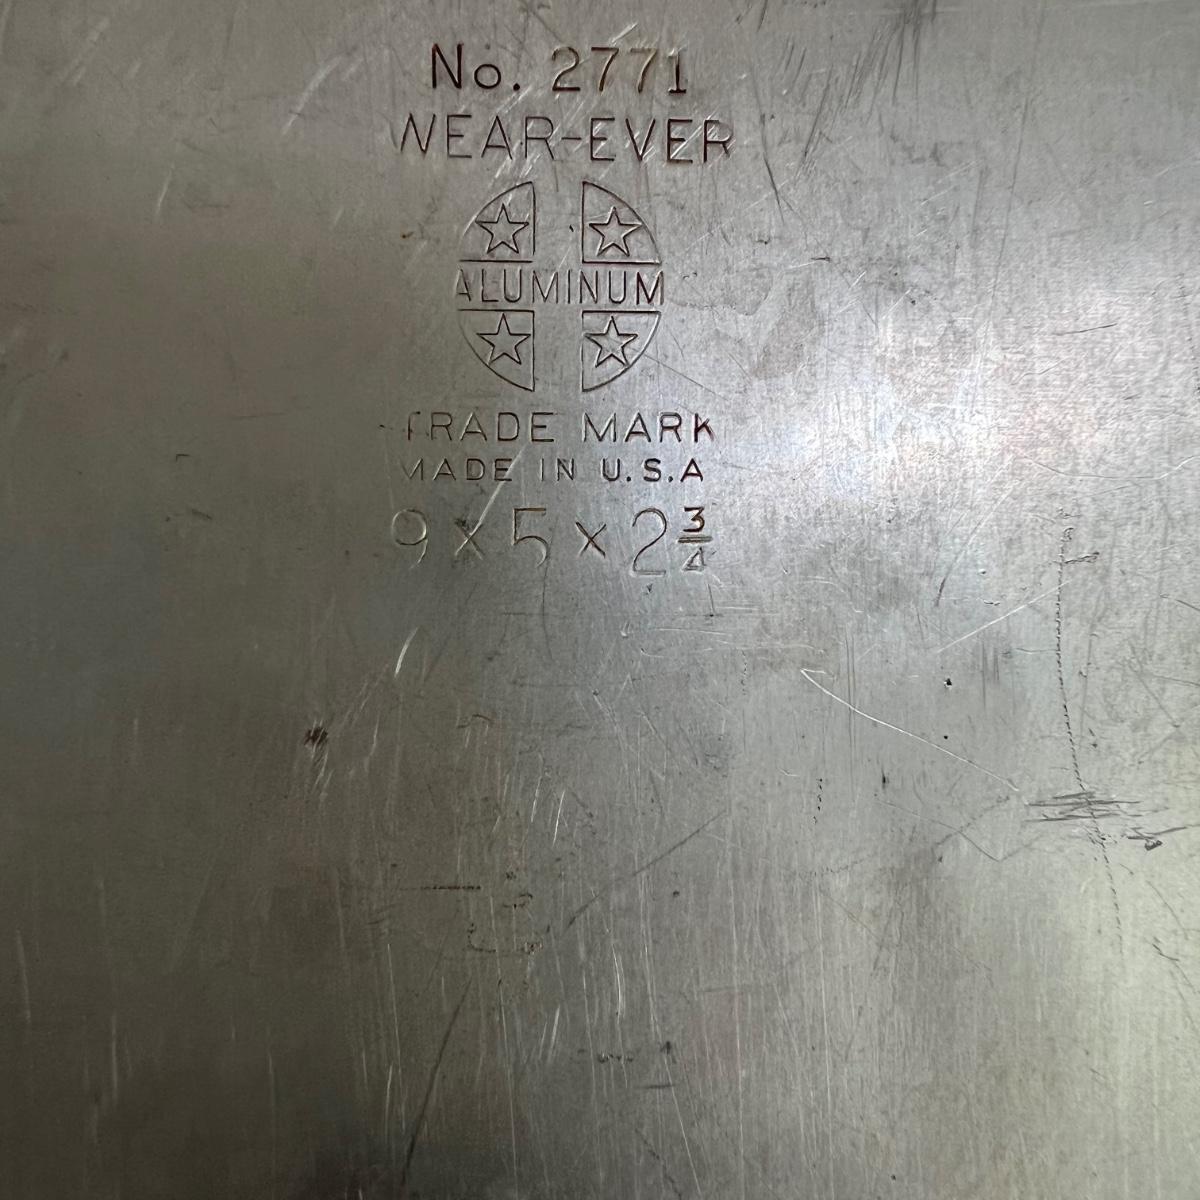 No. 2771
WEAR-EVER
ALUMINUM
TRADE MARK
MADE IN U.S.A
9 x 5 x 2 3/4